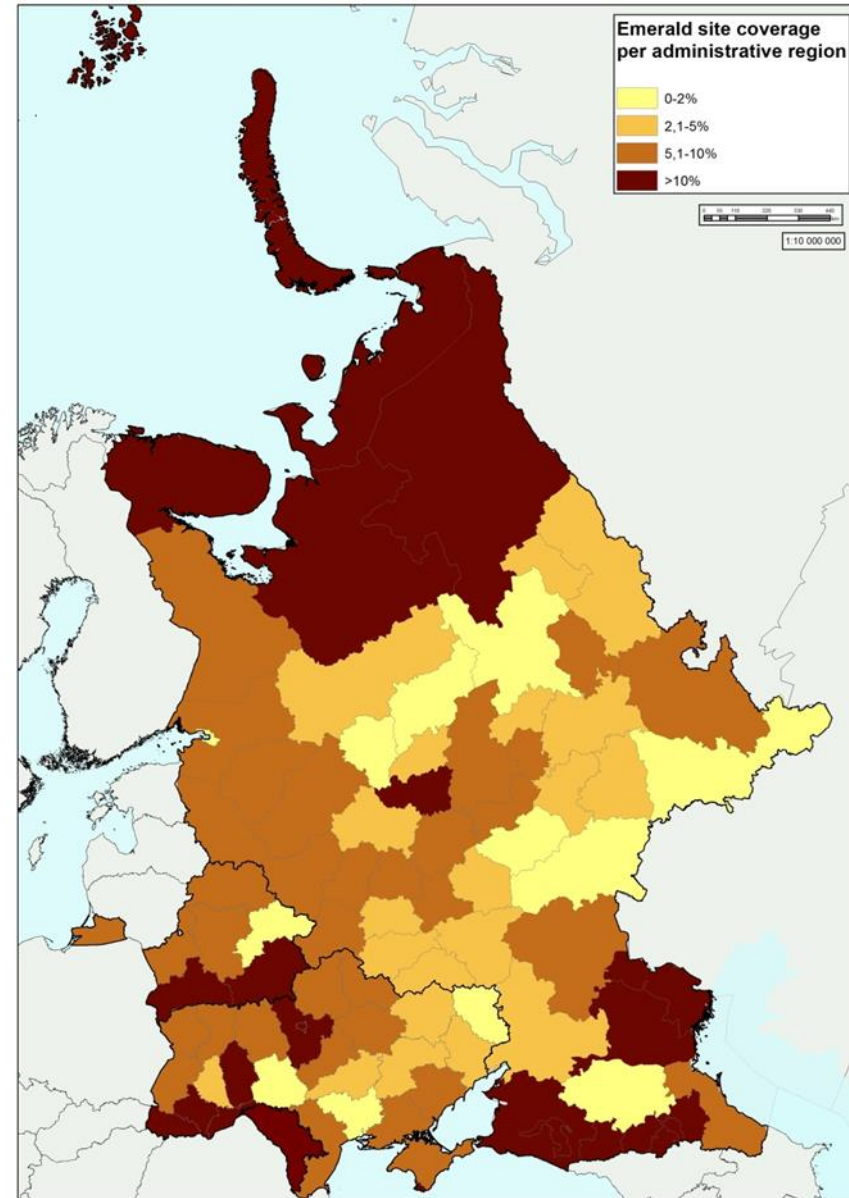 Emerald site coverage
per administrative region
0-2%
2,1-5%
5,1-10%
>10%
1:10 000 000